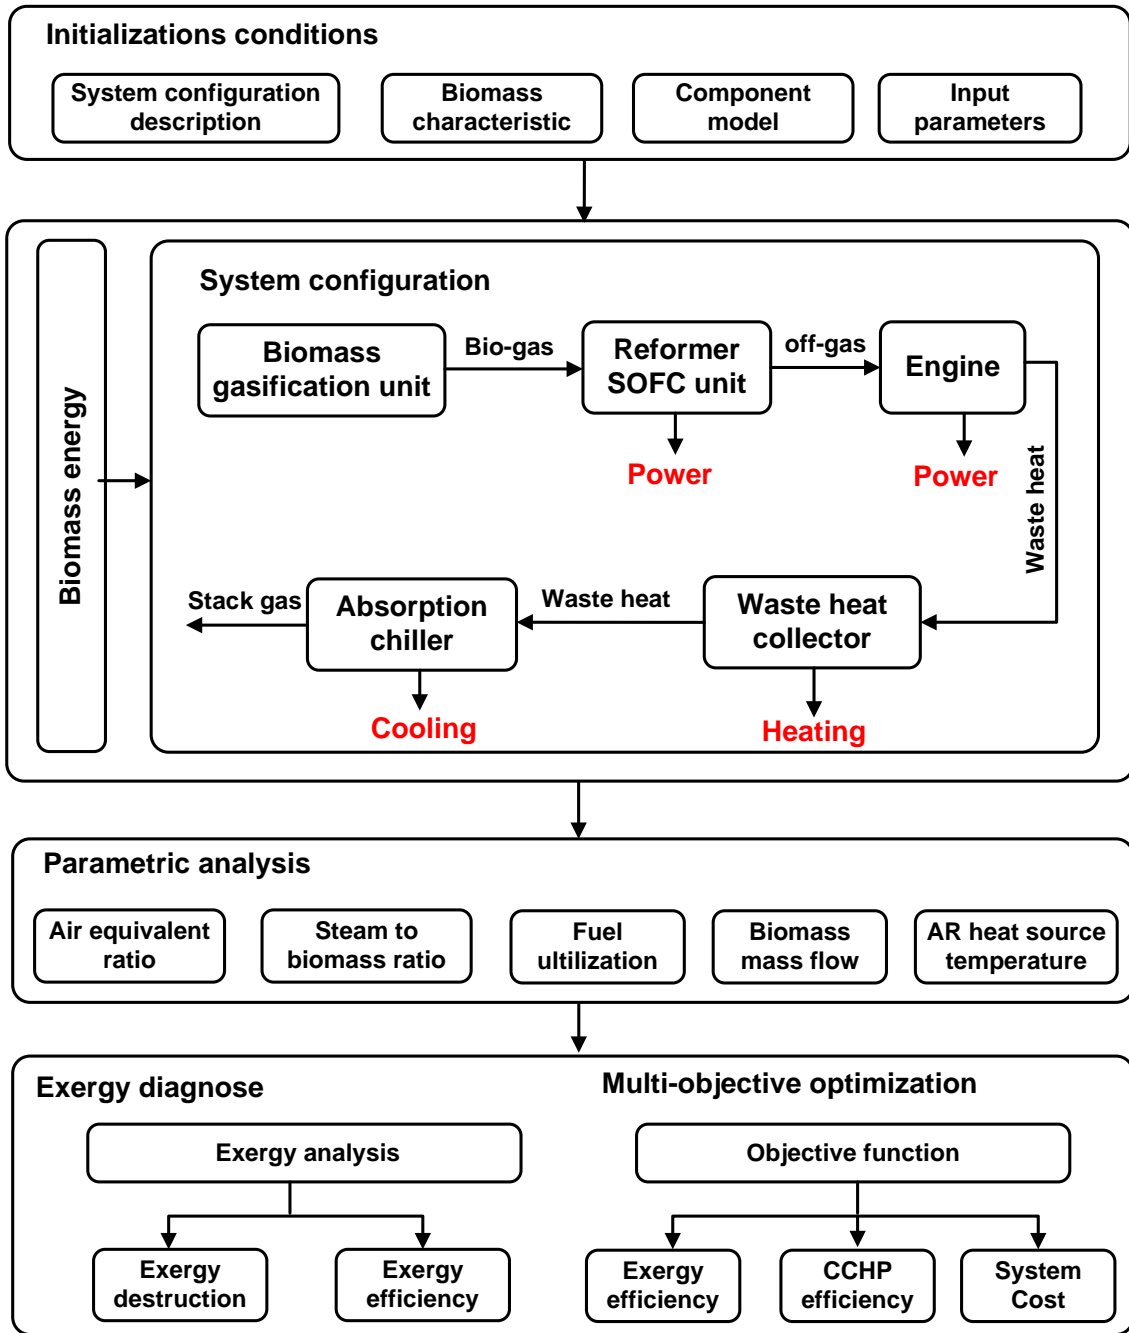 Initializations conditions
System configuration
description
Biomass
characteristic
Component
model
Input
parameters
Biomass energy
System configuration
Biomass
gasification unit
Bio-gas
Reformer
SOFC unit
off-gas
Engine
Power
Power
Waste heat
Stack gas
Absorption
chiller
Waste heat
Waste heat
collector
Cooling
Heating
Parametric analysis
Air equivalent
ratio
Steam to
biomass ratio
Fuel
ultilization
Biomass
mass flow
AR heat source
temperature
Exergy diagnose
Exergy analysis
Exergy
destruction
Exergy
efficiency
Multi-objective optimization
Objective function
Exergy
efficiency
CCHP
efficiency
System
Cost